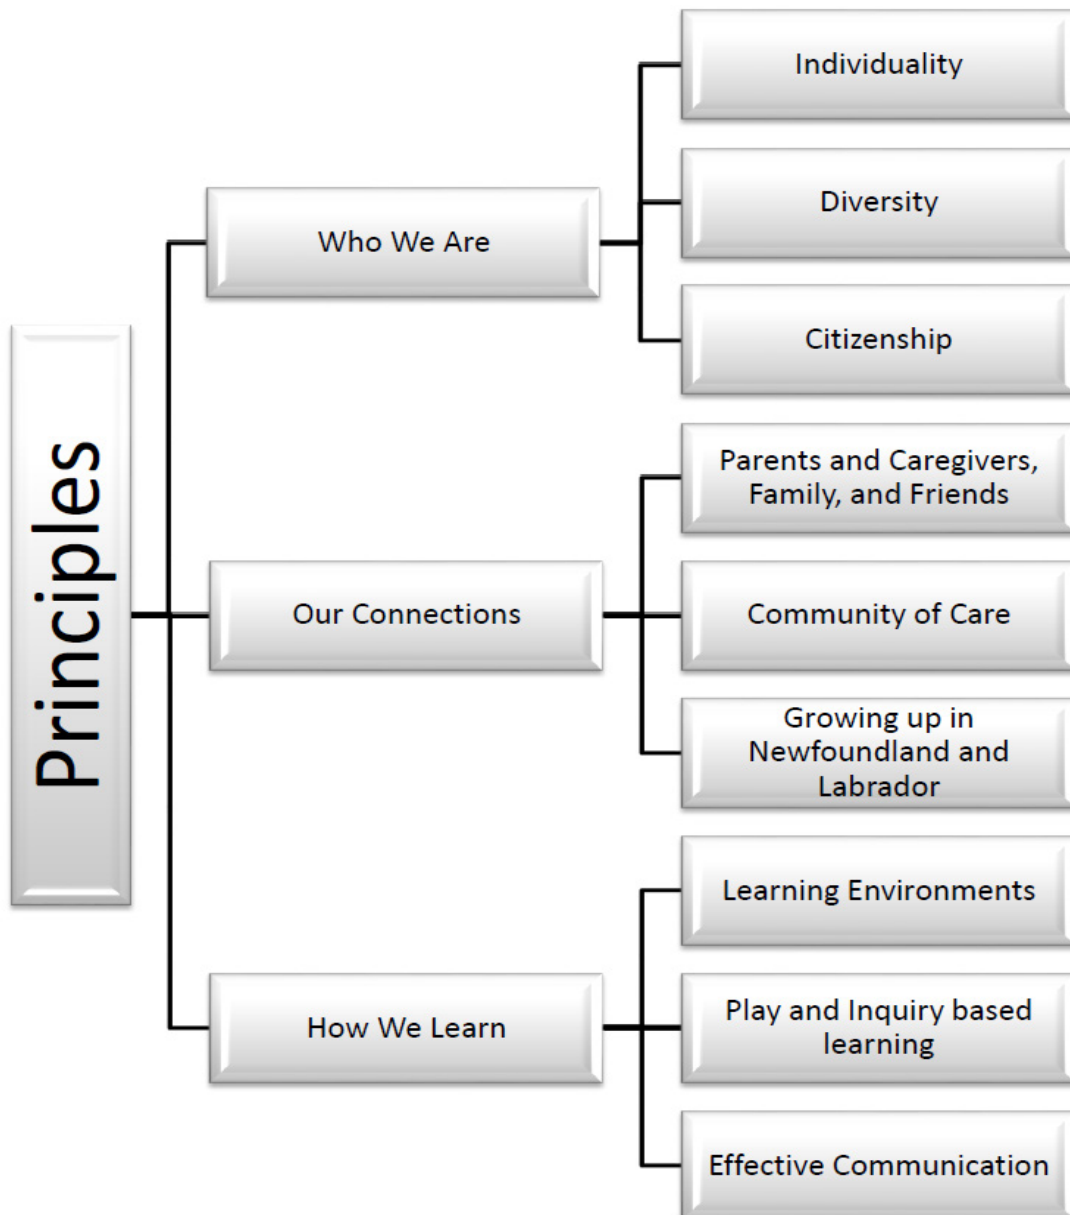 Principles
Who We Are
Individuality
Diversity
Citizenship
Our Connections
Parents and Caregivers,
Family, and Friends
Community of Care
Growing up in
Newfoundland and
Labrador
How We Learn
Learning Environments
Play and Inquiry based
learning
Effective Communication